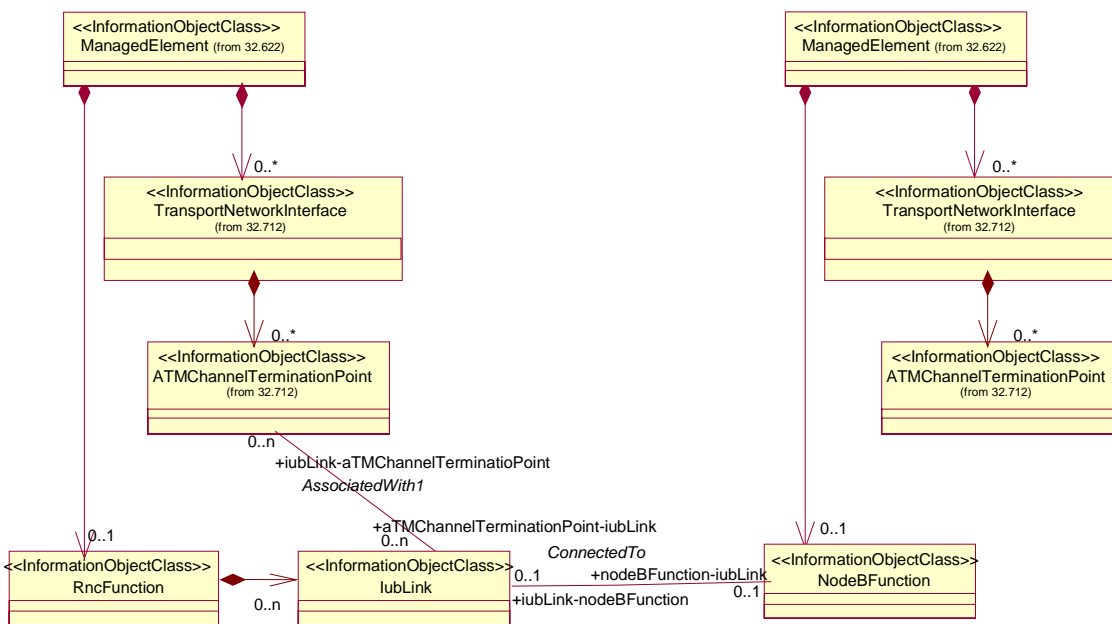 <<InformationObjectClass>>
ManagedElement (from 32.622)
<<InformationObjectClass>>
ManagedElement (from 32.622)
0..*
0..*
<<InformationObjectClass>>
TransportNetworkInterface
(from 32.712)
<<InformationObjectClass>>
TransportNetworkInterface
(from 32.712)
0..*
0..*
<<InformationObjectClass>>
ATMChannelTerminationPoint
(from 32.712)
<<InformationObjectClass>>
ATMChannelTerminationPoint
(from 32.712)
0..n
+iubLink-aTMChannelTerminatioPoint
AssociatedWith1
+aTMChannelTerminationPoint-iubLink
0..n
0..1
0..1
ConnectedTo
<<InformationObjectClass>>
RncFunction
<<InformationObjectClass>>
IubLink
<<InformationObjectClass>>
NodeBFunction
0..n
0..1
+nodeBFunction-iubLink
+iubLink-nodeBFunction
0..1